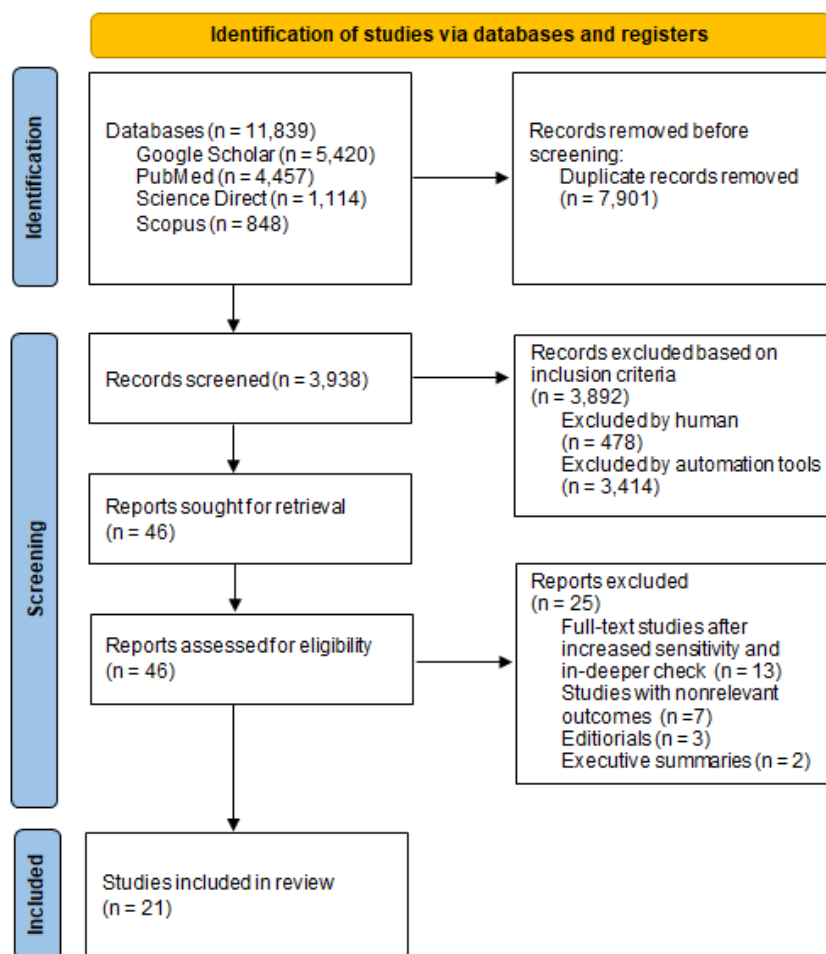 Identification of studies via databases and registers
Identification
Databases (n = 11,839)
Google Scholar (n = 5,420)
PubMed (n = 4,457)
Science Direct (n = 1,114)
Scopus (n = 848)
Records removed before
screening:
Duplicate records removed
(n = 7,901)
Screening
Records screened (n = 3,938)
Records excluded based on
inclusion criteria
(n = 3,892)
Excluded by human
(n = 478)
Excluded by automation tools
(n = 3,414)
Reports sought for retrieval
(n = 46)
Reports assessed for eligibility
(n = 46)
Reports excluded
(n = 25)
Full-text studies after
increased sensitivity and
in-deeper check (n = 13)
Studies with nonrelevant
outcomes (n =7)
Editiorials (n = 3)
Executive summaries (n = 2)
Included
Studies included in review
(n = 21)